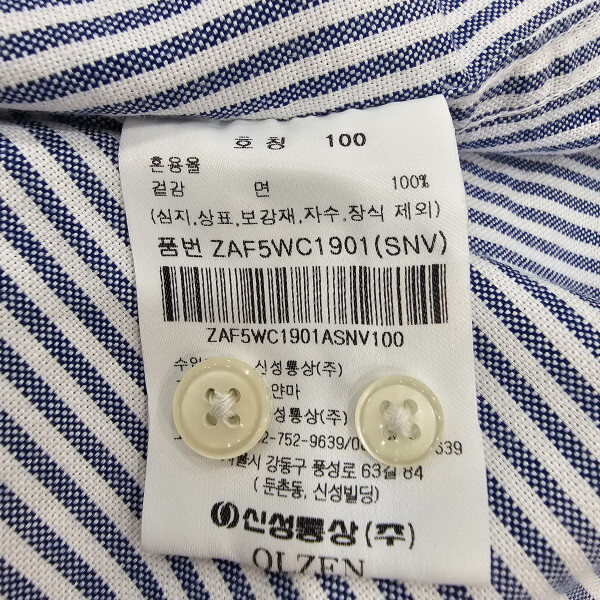 호 칭 100
혼용율
겉감 면 100%
(심지,상표,보강재,자수,장식 제외)
품번 ZAF5WC1901(SNV)
ZAF5WC1901ASNV100
신성통상(주)
얀마
성통상(주)
2-752-9639/0
639
강동구 풍성로 63길 84
(둔촌동, 신성빌딩)
신성통상(주)
OLZEN